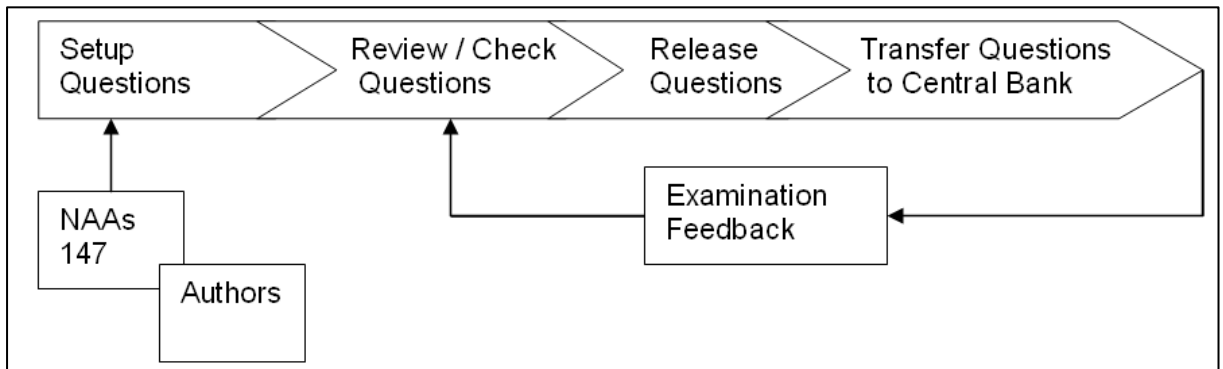 Setup
Questions
Review / Check
Questions
Release
Questions
Transfer Questions
to Central Bank
NAAs
147
Authors
Examination
Feedback